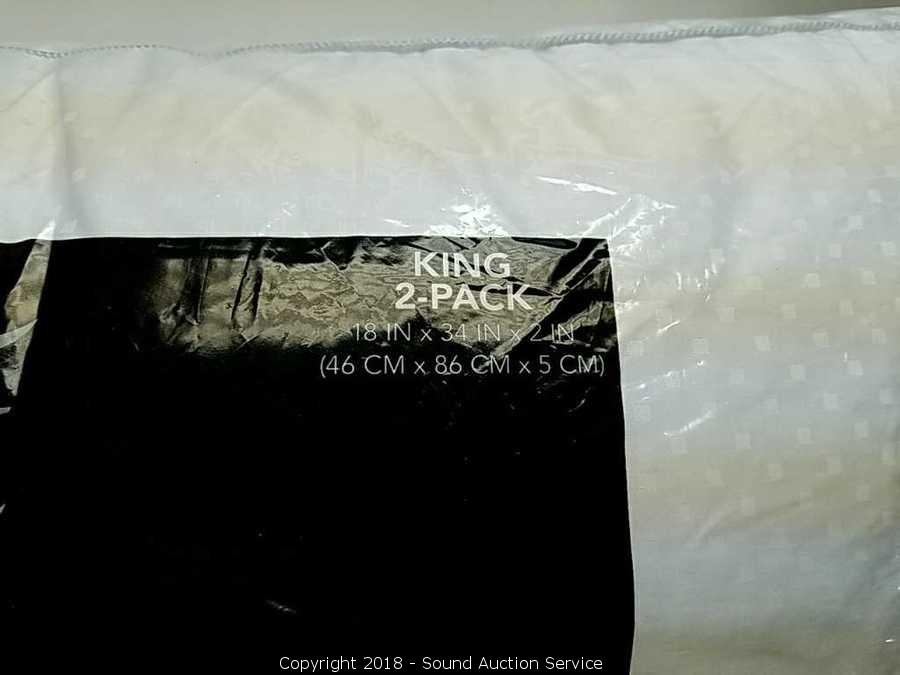 KING
2-PACK
18 IN x 34 IN x 2 IN
(46 CM x 86 CM x 5 CM)
Copyright 2018 - Sound Auction Service